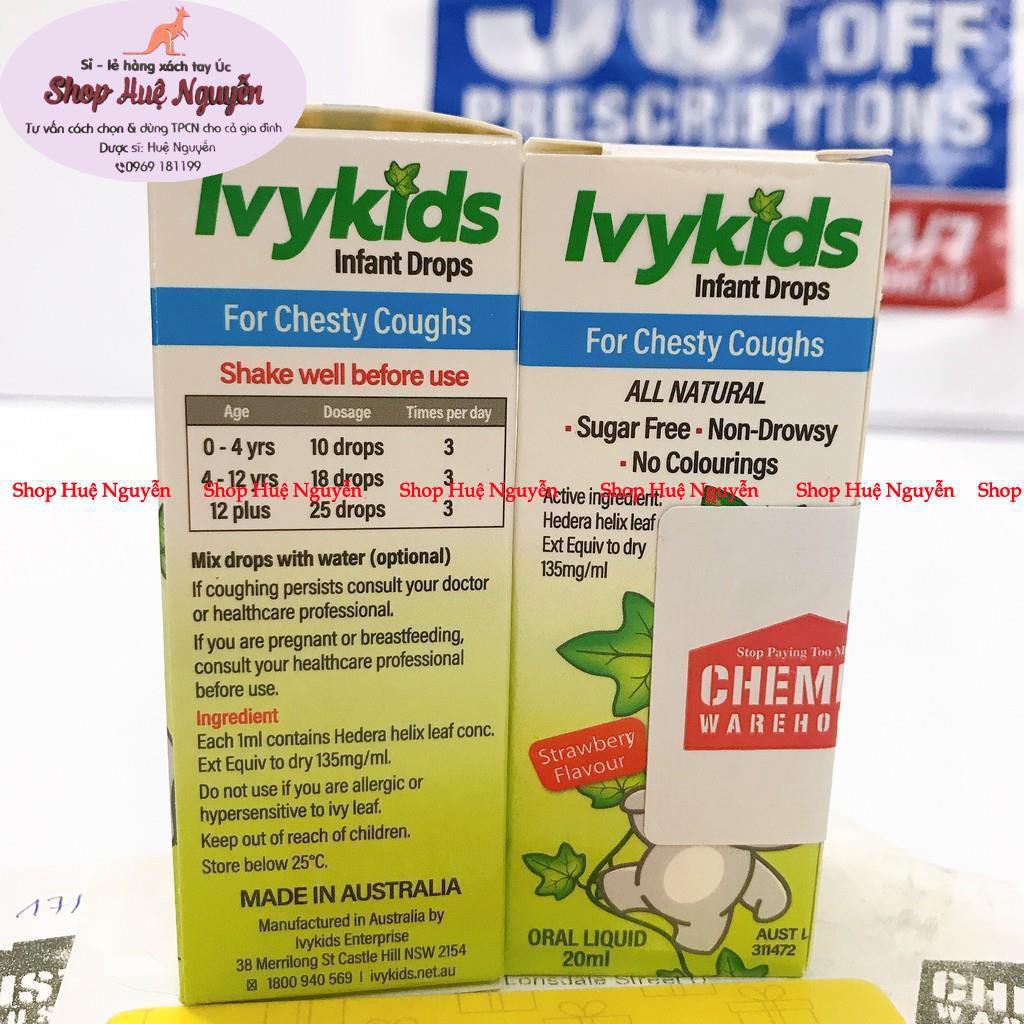 Sỉ - lẻ hàng xách tay Úc
Shop Huệ Nguyễn
Tư vấn cách chọn & dùng TPCN cho cả gia đình
Dược sĩ: Huệ Nguyễn
0969 181199
OFF
PRESCRIPTIONS
Ivykids
Infant Drops
For Chesty Coughs
Shake well before use
Age Dosage Times per day
0 - 4 yrs 10 drops 3
4 - 12 yrs 18 drops 3
12 plus 25 drops 3
Mix drops with water (optional)
If coughing persists consult your doctor
or healthcare professional.
If you are pregnant or breastfeeding,
consult your healthcare professional
before use.
Ingredient
Each 1ml contains Hedera helix leaf conc.
Ext Equiv to dry 135mg/ml.
Do not use if you are allergic or
hypersensitive to ivy leaf.
Keep out of reach of children.
Store below 25°C.
MADE IN AUSTRALIA
Manufactured in Australia by
Ivykids Enterprise
38 Merrilong St Castle Hill NSW 2154
1800 940 569 | ivykids.net.au
Ivykids
Infant Drops
For Chesty Coughs
ALL NATURAL
· Sugar Free · Non-Drowsy
· No Colourings
Active ingredient:
Hedera helix leaf
Ext Equiv to dry
135mg/ml
Stop Paying Too M
CHEMI
WAREHO
Strawbery
Flavour
ORAL LIQUID
20ml
AUST L
311472
Shop Huệ Nguyễn Shop Huệ Nguyễn Shop Huệ Nguyễn Shop Huệ Nguyễn Shop Huệ Nguyễn Shop
171
Lonsdale Street
CH
WARE